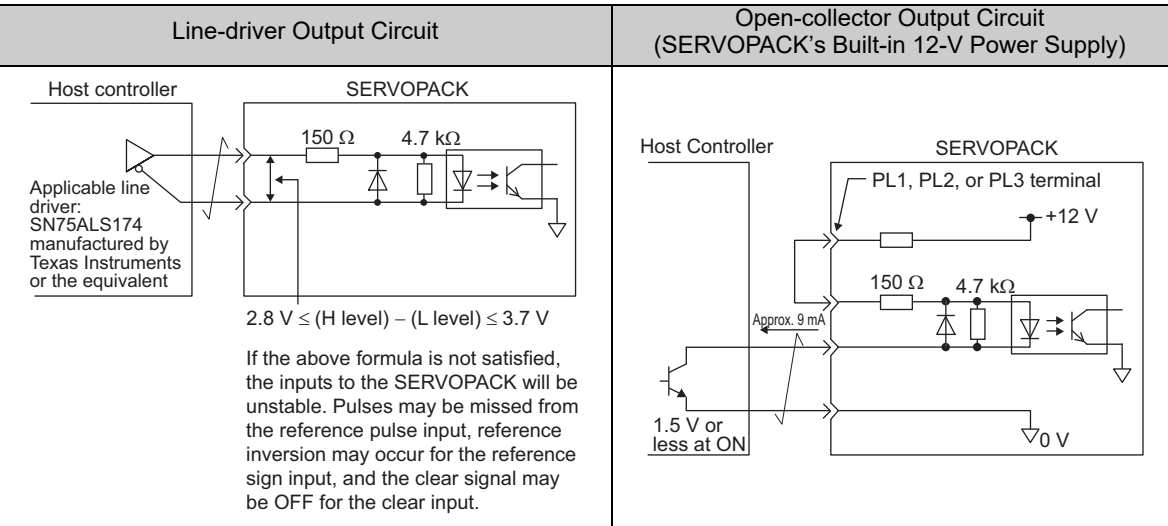 Line-driver Output Circuit
Open-collector Output Circuit
(SERVOPACK's Built-in 12-V Power Supply)
Host controller
SERVOPACK
150 Ω
4.7 kΩ
Applicable line
driver:
SN75ALS174
manufactured by
Texas Instruments
or the equivalent
2.8 V ≤ (H level) – (L level) ≤ 3.7 V
If the above formula is not satisfied,
the inputs to the SERVOPACK will be
unstable. Pulses may be missed from
the reference pulse input, reference
inversion may occur for the reference
sign input, and the clear signal may
be OFF for the clear input.
Host Controller
SERVOPACK
PL1, PL2, or PL3 terminal
+12 V
150 Ω
4.7 kΩ
Approx. 9 mA
1.5 V or
less at ON
0 V